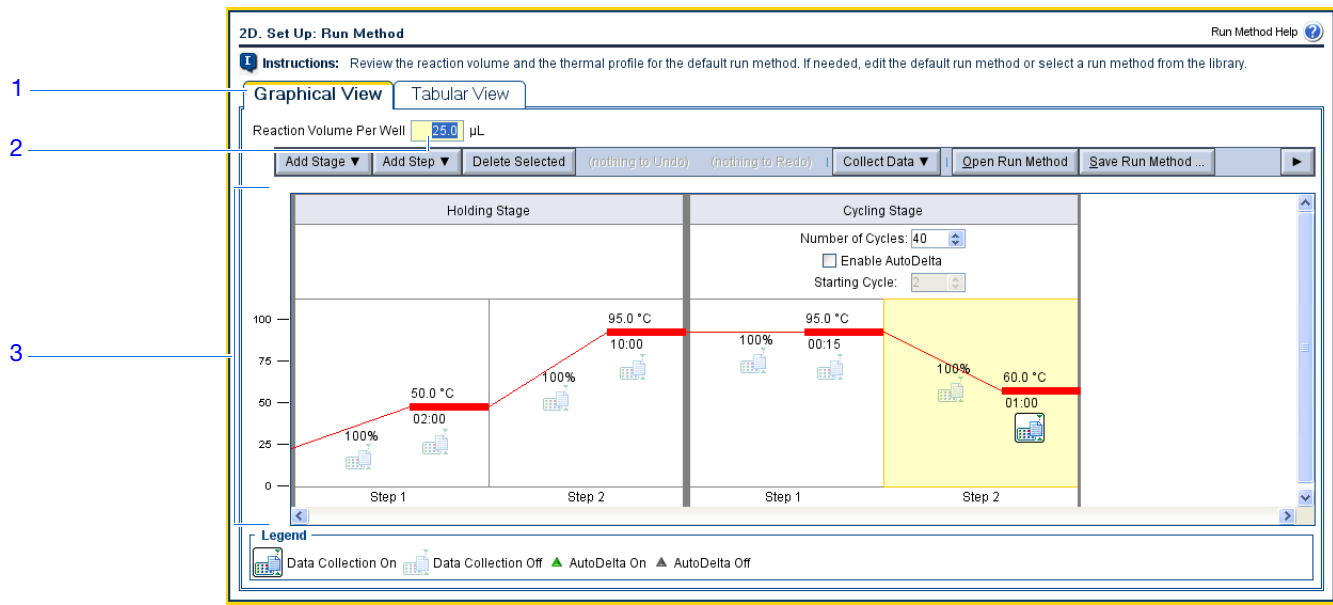 2D. Set Up: Run Method
Run Method Help ?
Instructions: Review the reaction volume and the thermal profile for the default run method. If needed, edit the default run method or select a run method from the library.
1
Graphical View Tabular View
Reaction Volume Per Well 25.0 µL
2
Add Stage ▼ Add Step ▼ Delete Selected (nothing to Undo) (nothing to Redo) Collect Data ▼ Open Run Method Save Run Method ...
Holding Stage Cycling Stage
Number of Cycles: 40
Enable AutoDelta
Starting Cycle: 2
3
100
75
50
25
0
100%
50.0 °C
02:00
100%
95.0 °C
10:00
100%
95.0 °C
00:15
100%
60.0 °C
01:00
Step 1 Step 2 Step 1 Step 2
Legend
Data Collection On Data Collection Off AutoDelta On AutoDelta Off